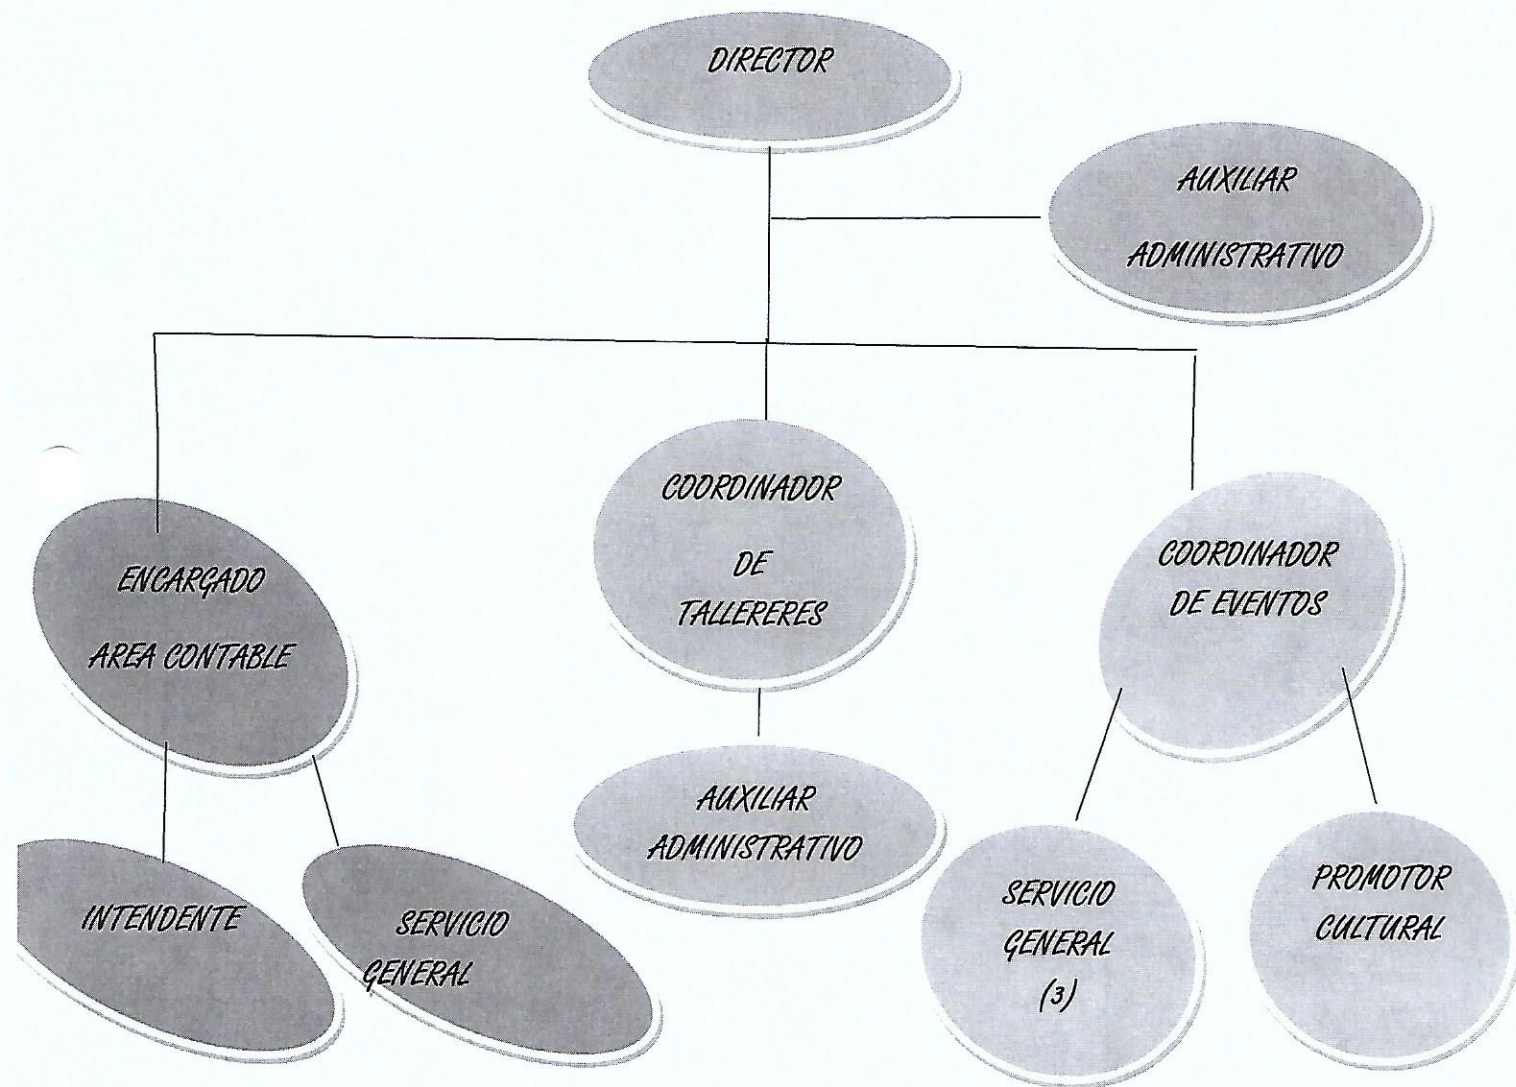 DIRECTOR
AUXILIAR
ADMINISTRATIVO
ENCARGADO
AREA CONTABLE
COORDINADOR
DE
TALLERERES
COORDINADOR
DE EVENTOS
INTENDENTE
SERVICIO
GENERAL
AUXILIAR
ADMINISTRATIVO
SERVICIO
GENERAL
(3)
PROMOTOR
CULTURAL